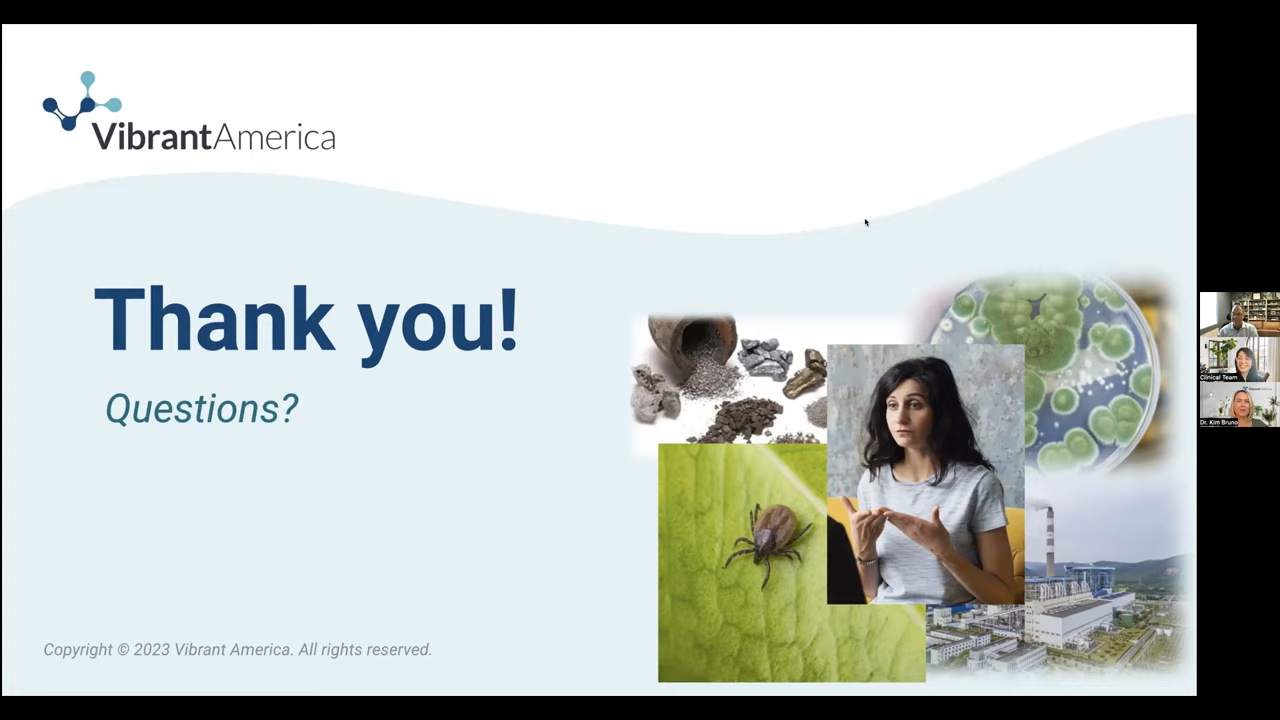 VibrantAmerica
Thank you!
Questions?
Clinical Team
Dr. Kim Bruno
Copyright © 2023 Vibrant America. All rights reserved.